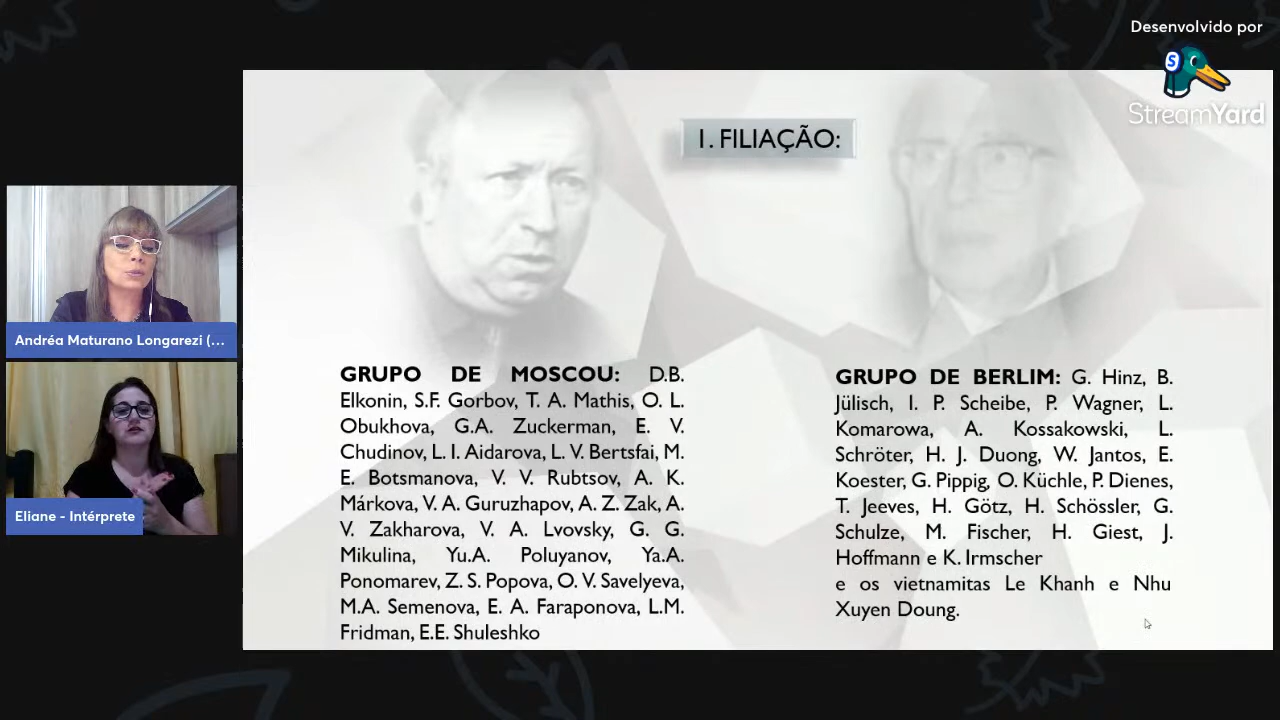 Desenvolvido por
StreamYard
I. FILIAÇÃO:
Andréa Maturano Longarezi (...
Eliane - Intérprete
GRUPO DE MOSCOU: D.B.
Elkonin, S.F. Gorbov, T. A. Mathis, O. L.
Obukhova, G.A. Zuckerman, E. V.
Chudinov, L. I. Aidarova, L. V. Bertsfai, M.
E. Botsmanova, V. V. Rubtsov, A. K.
Márkova, V. A. Guruzhapov, A. Z. Zak, A.
V. Zakharova, V. A. Lvovsky, G. G.
Mikulina, Yu.A. Poluyanov, Ya.A.
Ponomarev, Z. S. Popova, O. V. Savelyeva,
M.A. Semenova, E. A. Faraponova, L.M.
Fridman, E.E. Shuleshko
GRUPO DE BERLIM: G. Hinz, B.
Jülisch, I. P. Scheibe, P. Wagner, L.
Komarowa, A. Kossakowski, L.
Schröter, H. J. Duong, W. Jantos, E.
Koester, G. Pippig, O. Küchle, P. Dienes,
T. Jeeves, H. Götz, H. Schössler, G.
Schulze, M. Fischer, H. Giest, J.
Hoffmann e K. Irmscher
e os vietnamitas Le Khanh e Nhu
Xuyen Doung.